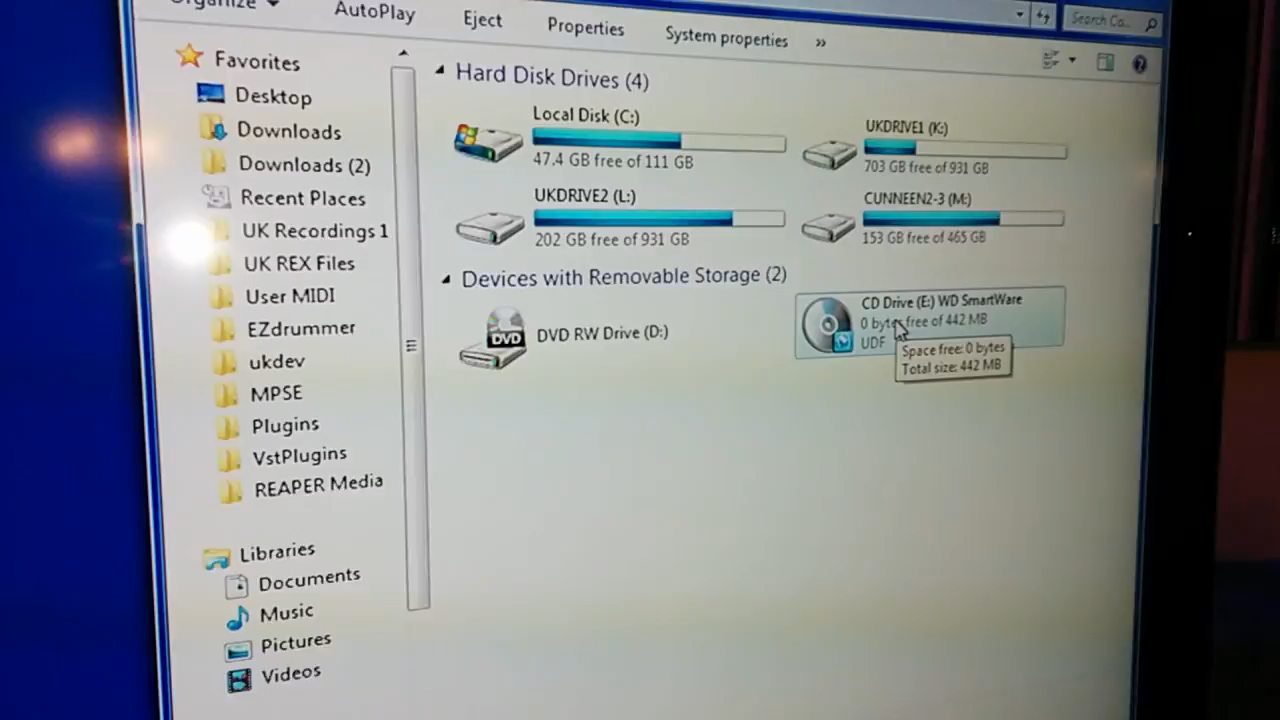 Organize
AutoPlay
Eject
Properties
System properties
»
Search Co...
Favorites
Desktop
Downloads
Downloads (2)
Recent Places
UK Recordings 1
UK REX Files
User MIDI
EZdrummer
ukdev
MPSE
Plugins
VstPlugins
REAPER Media
Libraries
Documents
Music
Pictures
Videos
Hard Disk Drives (4)
Local Disk (C:)
47.4 GB free of 111 GB
UKDRIVE1 (K:)
703 GB free of 931 GB
UKDRIVE2 (L:)
202 GB free of 931 GB
CUNNEEN2-3 (M:)
153 GB free of 465 GB
Devices with Removable Storage (2)
DVD
DVD RW Drive (D:)
CD Drive (E:) WD SmartWare
0 bytes free of 442 MB
UDF
Space free: 0 bytes
Total size: 442 MB